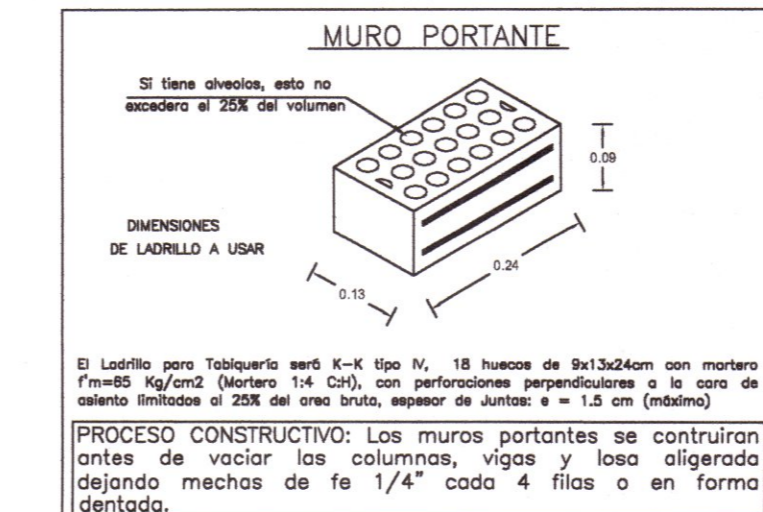 MURO PORTANTE
Si tiene alveolos, esto no
excedera el 25% del volumen
0.09
DIMENSIONES
DE LADRILLO A USAR
0.24
0.13
El Ladrillo para Tabiquería será K-K tipo IV, 18 huecos de 9x13x24cm con mortero
f'm=65 Kg/cm2 (Mortero 1:4 C:H), con perforaciones perpendiculares a la cara de
asiento limitados al 25% del area bruta, espesor de Juntas: e = 1.5 cm (máximo)
PROCESO CONSTRUCTIVO: Los muros portantes se contruiran
antes de vaciar las columnas, vigas y losa aligerada
dejando mechas de fe 1/4" cada 4 filas o en forma
dentada.